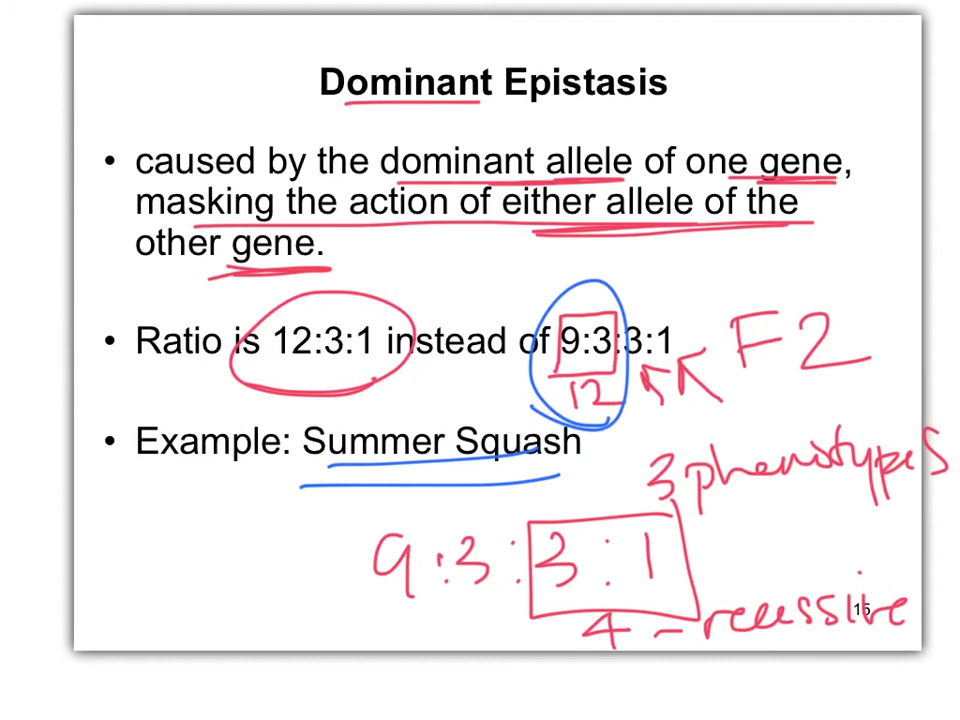 Dominant Epistasis
• caused by the dominant allele of one gene,
masking the action of either allele of the
other gene.
• Ratio is 12:3:1 instead of 9:3:3:1
F2
12
• Example: Summer Squash
3 phenotypes
9:3:3:1
15
4 - recessive